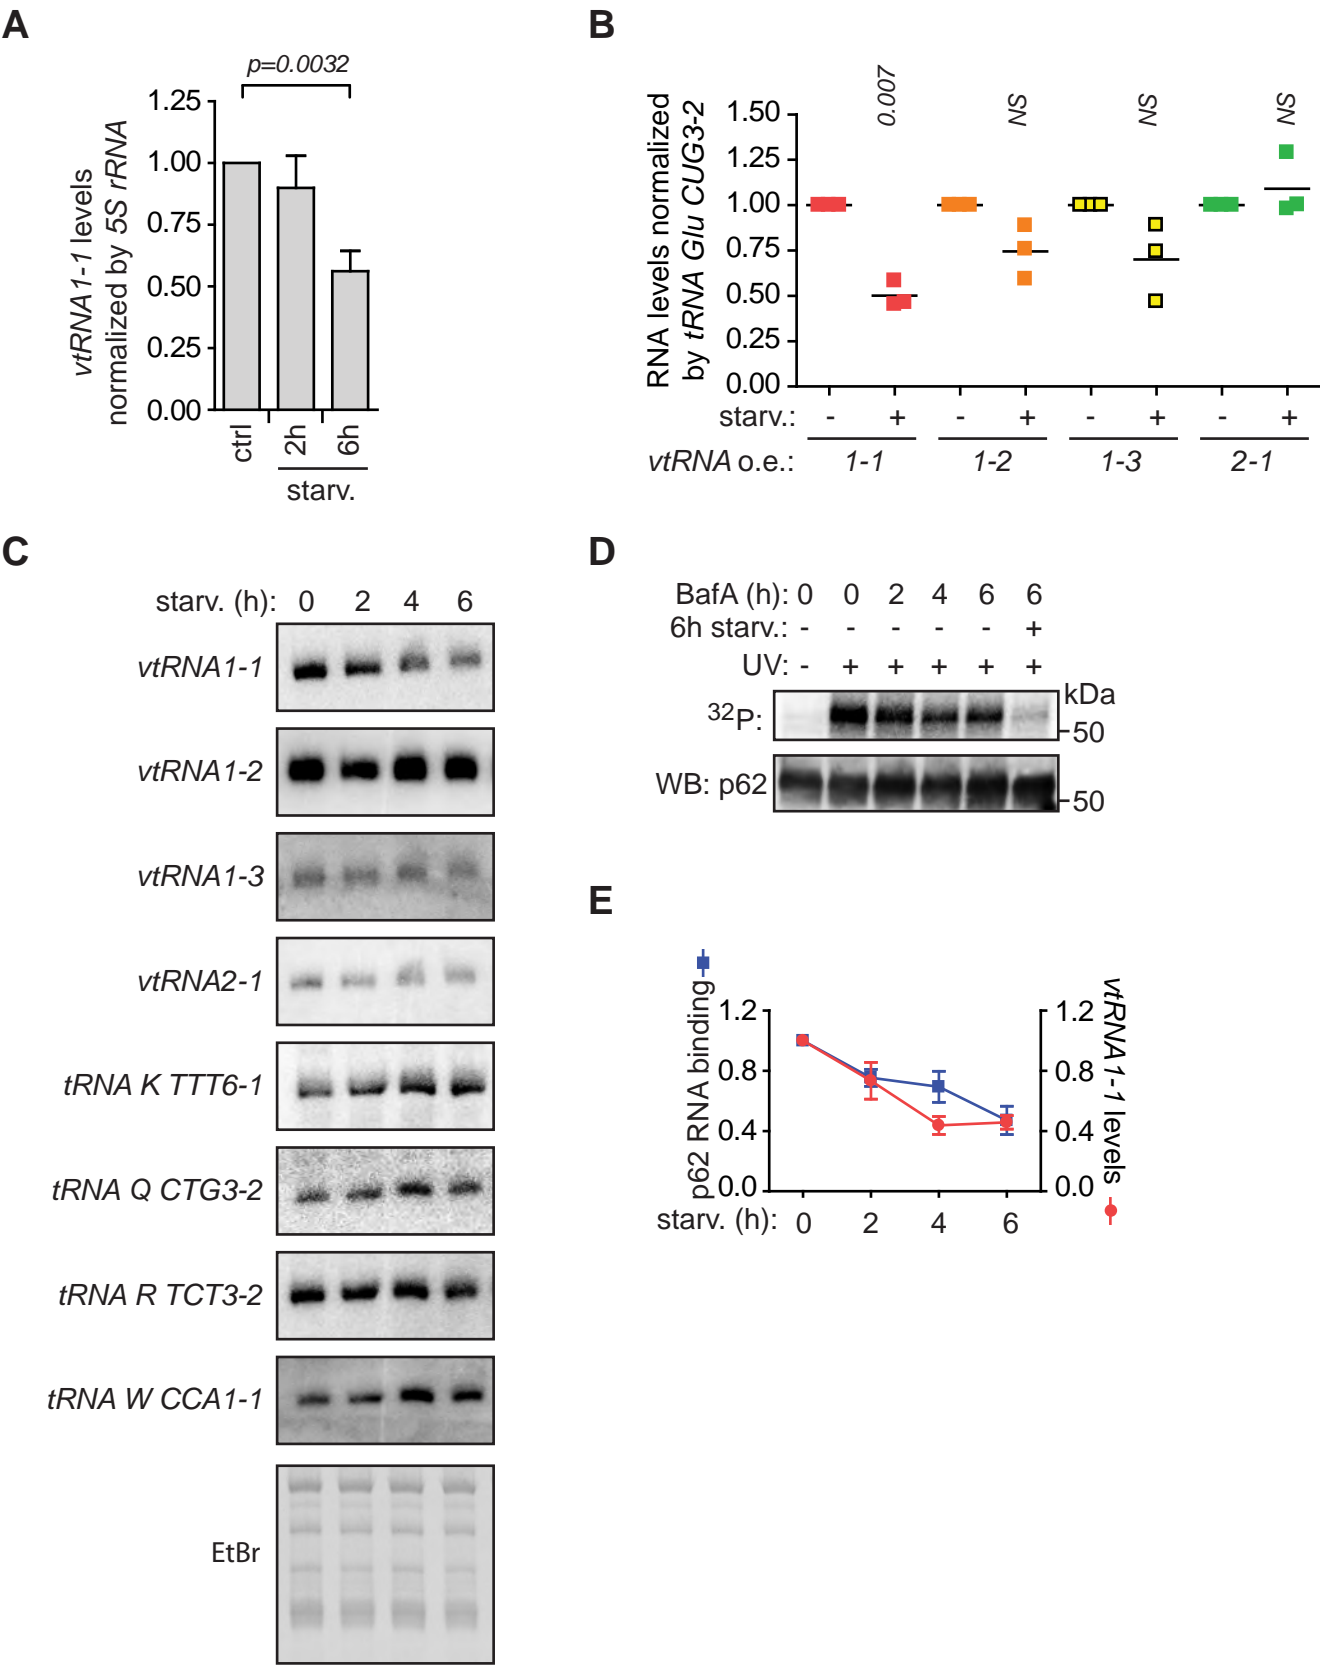 A
p=0.0032
vtRNA1-1 levels
normalized by 5S rRNA
1.25
1.00
0.75
0.50
0.25
0.00
ctrl
2h
6h
starv.
B
RNA levels normalized
by tRNA Glu CUG3-2
0.007
NS
NS
NS
1.50
1.25
1.00
0.75
0.50
0.25
0.00
starv.: - + - + - + - +
vtRNA o.e.: 1-1 1-2 1-3 2-1
C
starv. (h): 0 2 4 6
vtRNA1-1
vtRNA1-2
vtRNA1-3
vtRNA2-1
tRNA K TTT6-1
tRNA Q CTG3-2
tRNA R TCT3-2
tRNA W CCA1-1
EtBr
D
BafA (h): 0 0 2 4 6 6
6h starv.: - - - - - +
UV: - + + + + +
kDa
32P:
50
WB: p62
50
E
p62 RNA binding
1.2
0.8
0.4
0.0
1.2
0.8
0.4
0.0
vtRNA1-1 levels
starv. (h): 0 2 4 6